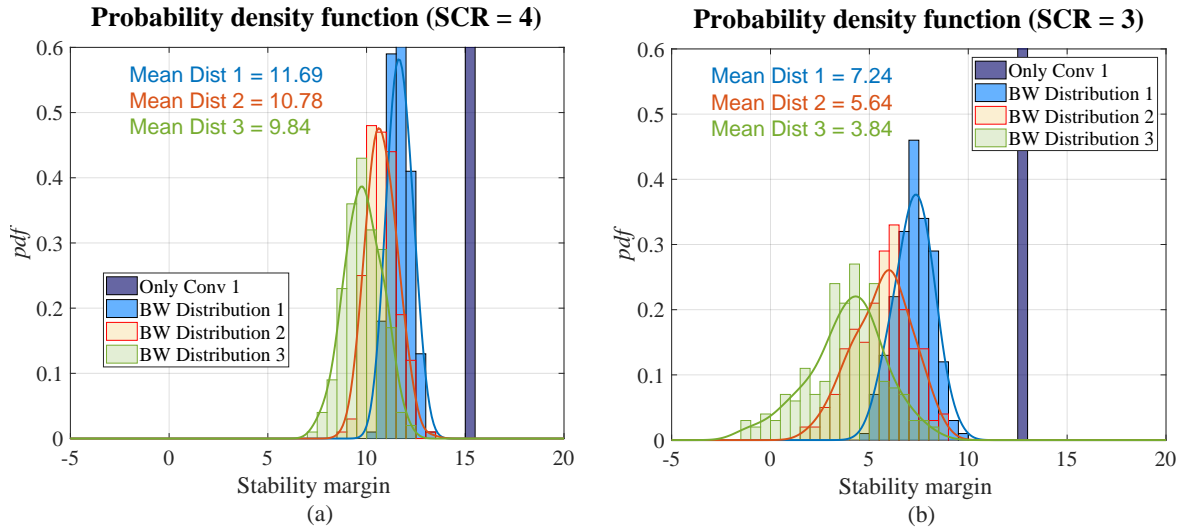 Probability density function (SCR = 4)
0.6
0.5
0.4
0.3
0.2
0.1
0
pdf
Mean Dist 1 = 11.69
Mean Dist 2 = 10.78
Mean Dist 3 = 9.84
Only Conv 1
BW Distribution 1
BW Distribution 2
BW Distribution 3
-5 0 5 10 15 20
Stability margin
(a)
Probability density function (SCR = 3)
0.6
0.5
0.4
0.3
0.2
0.1
0
pdf
Mean Dist 1 = 7.24
Mean Dist 2 = 5.64
Mean Dist 3 = 3.84
Only Conv 1
BW Distribution 1
BW Distribution 2
BW Distribution 3
-5 0 5 10 15 20
Stability margin
(b)